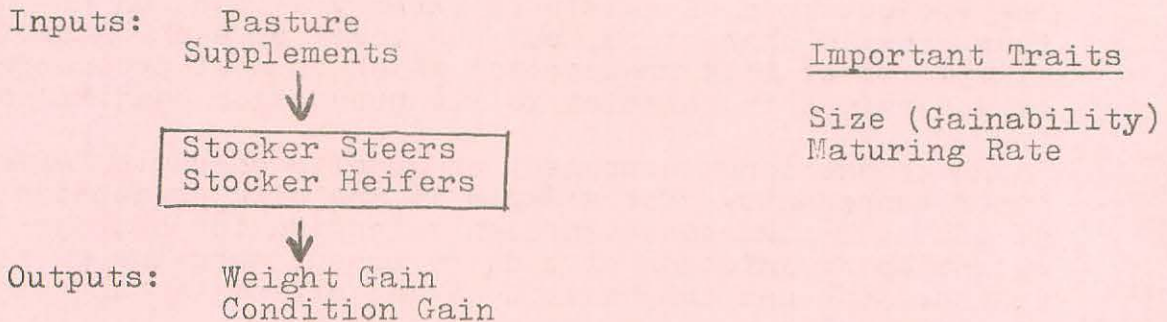 Inputs: Pasture
Supplements
Important Traits
Size (Gainability)
Maturing Rate
Stocker Steers
Stocker Heifers
Outputs: Weight Gain
Condition Gain